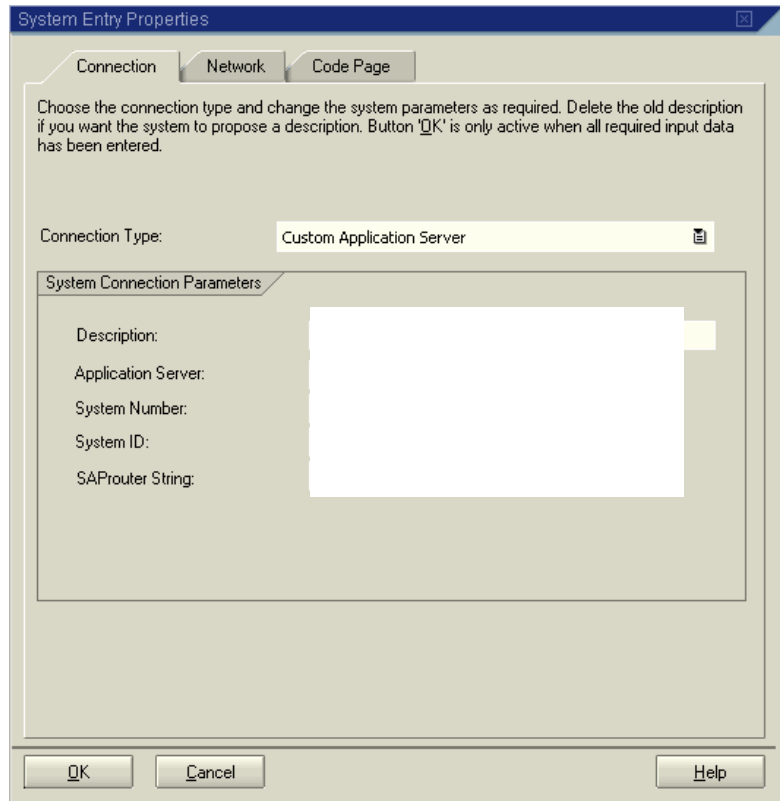 System Entry Properties
Connection
Network
Code Page
Choose the connection type and change the system parameters as required. Delete the old description
if you want the system to propose a description. Button 'OK' is only active when all required input data
has been entered.
Connection Type:
Custom Application Server
System Connection Parameters
Description:
Application Server:
System Number:
System ID:
SAProuter String:
OK
Cancel
Help